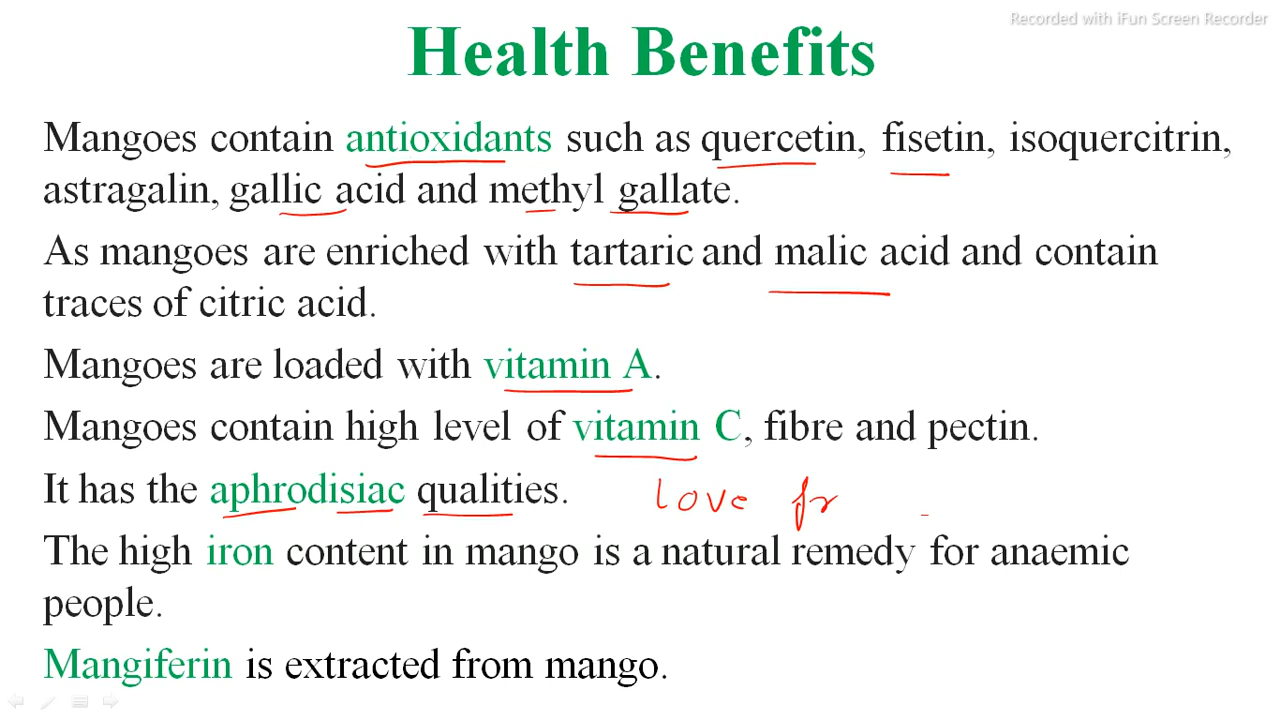 Recorded with iFun Screen Recorder
Health Benefits
Mangoes contain antioxidants such as quercetin, fisetin, isoquercitrin,
astragalin, gallic acid and methyl gallate.
As mangoes are enriched with tartaric and malic acid and contain
traces of citric acid.
Mangoes are loaded with vitamin A.
Mangoes contain high level of vitamin C, fibre and pectin.
It has the aphrodisiac qualities. love fr
The high iron content in mango is a natural remedy for anaemic
people.
Mangiferin is extracted from mango.